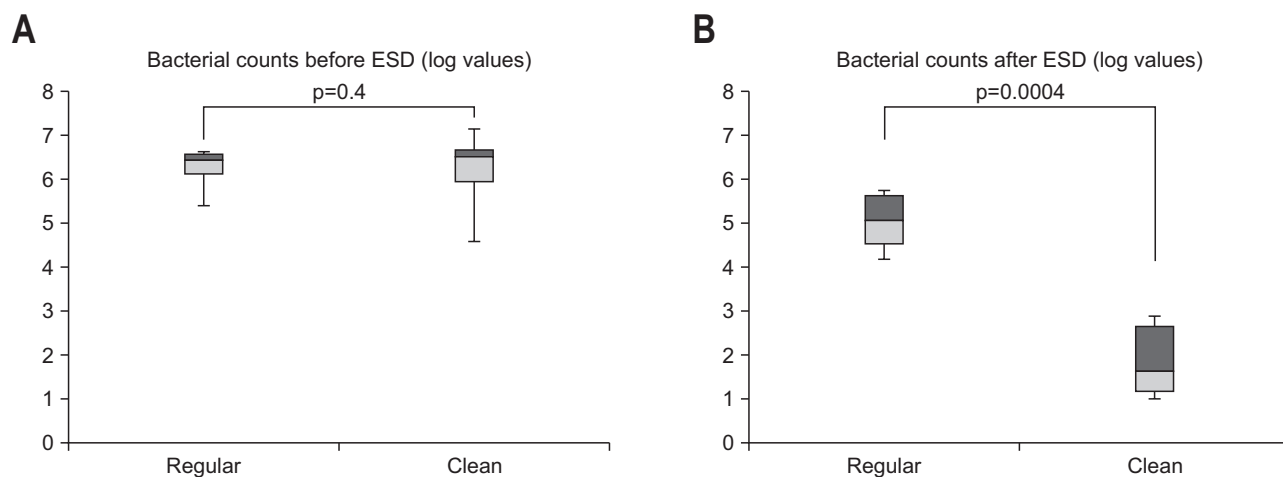 A
Bacterial counts before ESD (log values)
p=0.4
8
7
6
5
4
3
2
1
0
Regular Clean
B
Bacterial counts after ESD (log values)
p=0.0004
8
7
6
5
4
3
2
1
0
Regular Clean